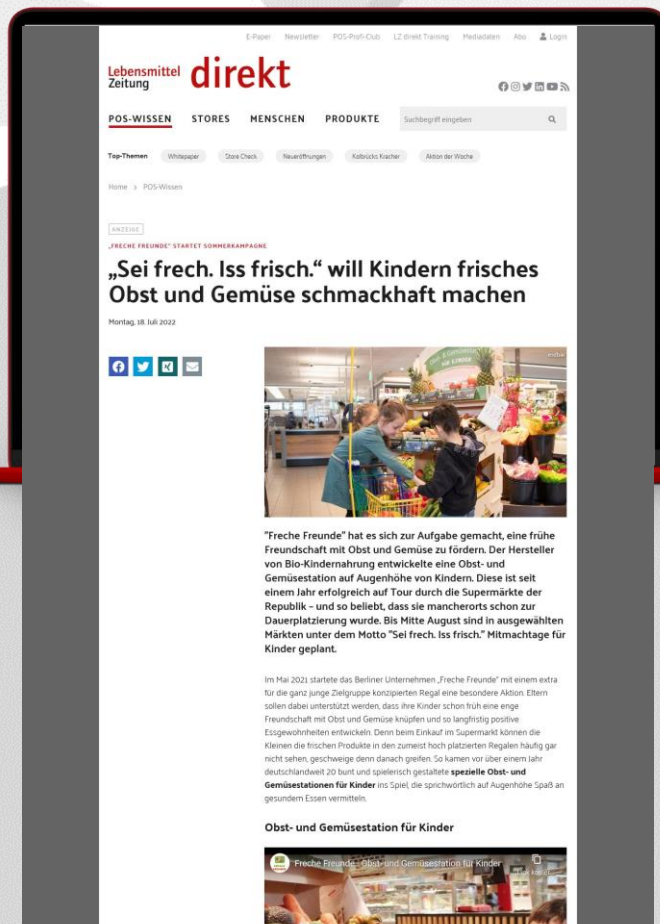 E-Paper Newsletter POS-Profi-Club LZ direkt Training Mediadaten Abo Login
Lebensmittel
Zeitung
direkt
POS-WISSEN STORES MENSCHEN PRODUKTE Suchbegriff eingeben
Top-Themen Whitepaper Store Check Neueröffnungen Kolbrücks Kracher Aktion der Woche
Home > POS-Wissen
ANZEIGE
„FRECHE FREUNDE“ STARTET SOMMERKAMPAGNE
„Sei frech. Iss frisch.“ will Kindern frisches
Obst und Gemüse schmackhaft machen
Montag, 18. Juli 2022
"Freche Freunde" hat es sich zur Aufgabe gemacht, eine frühe
Freundschaft mit Obst und Gemüse zu fördern. Der Hersteller
von Bio-Kindernahrung entwickelte eine Obst- und
Gemüsestation auf Augenhöhe von Kindern. Diese ist seit
einem Jahr erfolgreich auf Tour durch die Supermärkte der
Republik – und so beliebt, dass sie mancherorts schon zur
Dauerplatzierung wurde. Bis Mitte August sind in ausgewählten
Märkten unter dem Motto "Sei frech. Iss frisch." Mitmachtage für
Kinder geplant.
Im Mai 2021 startete das Berliner Unternehmen „Freche Freunde“ mit einem extra
für die ganz junge Zielgruppe konzipierten Regal eine besondere Aktion. Eltern
sollen dabei unterstützt werden, dass ihre Kinder schon früh eine enge
Freundschaft mit Obst und Gemüse knüpfen und so langfristig positive
Essgewohnheiten entwickeln. Denn beim Einkauf im Supermarkt können die
Kleinen die frischen Produkte in den zumeist hoch platzierten Regalen häufig gar
nicht sehen, geschweige denn danach greifen. So kamen vor über einem Jahr
deutschlandweit 20 bunt und spielerisch gestaltete spezielle Obst- und
Gemüsestationen für Kinder ins Spiel, die sprichwörtlich auf Augenhöhe Spaß an
gesundem Essen vermitteln.
Obst- und Gemüsestation für Kinder
Freche Freunde - Obst- und Gemüsestation für Kinder